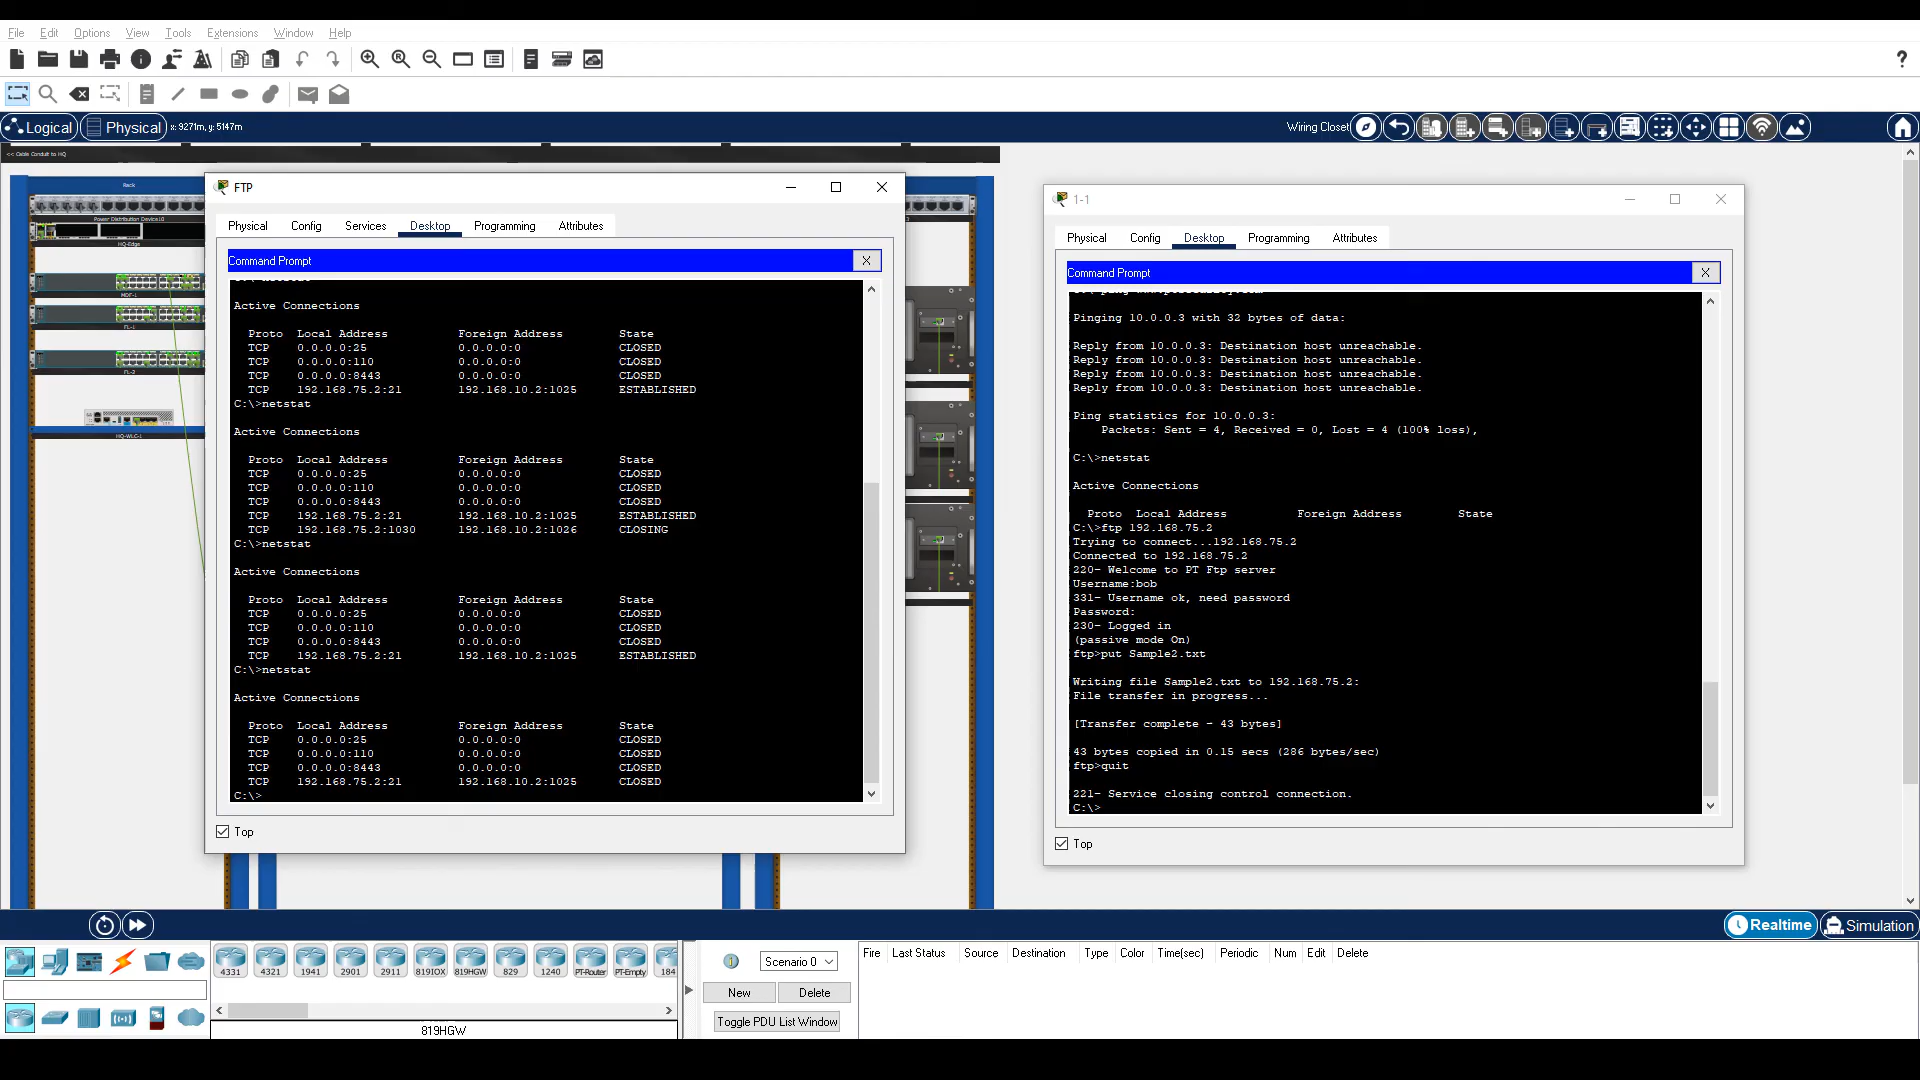 File Edit Options View Tools Extensions Window Help
?
Logical Physical x: 9271m, y: 5147m
Wiring Closet
<< Cable Conduit to HQ
Rack
Power Distribution Device10
HQ-Edge
MDF-1
FL-1
FL-2
HQ-WLC-1
FTP
Physical Config Services Desktop Programming Attributes
Command Prompt
X
Active Connections
Proto Local Address Foreign Address State
TCP 0.0.0.0:25 0.0.0.0:0 CLOSED
TCP 0.0.0.0:110 0.0.0.0:0 CLOSED
TCP 0.0.0.0:8443 0.0.0.0:0 CLOSED
TCP 192.168.75.2:21 192.168.10.2:1025 ESTABLISHED
C:\>netstat
Active Connections
Proto Local Address Foreign Address State
TCP 0.0.0.0:25 0.0.0.0:0 CLOSED
TCP 0.0.0.0:110 0.0.0.0:0 CLOSED
TCP 0.0.0.0:8443 0.0.0.0:0 CLOSED
TCP 192.168.75.2:21 192.168.10.2:1025 ESTABLISHED
TCP 192.168.75.2:1030 192.168.10.2:1026 CLOSING
C:\>netstat
Active Connections
Proto Local Address Foreign Address State
TCP 0.0.0.0:25 0.0.0.0:0 CLOSED
TCP 0.0.0.0:110 0.0.0.0:0 CLOSED
TCP 0.0.0.0:8443 0.0.0.0:0 CLOSED
TCP 192.168.75.2:21 192.168.10.2:1025 ESTABLISHED
C:\>netstat
Active Connections
Proto Local Address Foreign Address State
TCP 0.0.0.0:25 0.0.0.0:0 CLOSED
TCP 0.0.0.0:110 0.0.0.0:0 CLOSED
TCP 0.0.0.0:8443 0.0.0.0:0 CLOSED
TCP 192.168.75.2:21 192.168.10.2:1025 CLOSED
C:\>
Top
1-1
Physical Config Desktop Programming Attributes
Command Prompt
X
Pinging 10.0.0.3 with 32 bytes of data:
Reply from 10.0.0.3: Destination host unreachable.
Reply from 10.0.0.3: Destination host unreachable.
Reply from 10.0.0.3: Destination host unreachable.
Reply from 10.0.0.3: Destination host unreachable.
Ping statistics for 10.0.0.3:
Packets: Sent = 4, Received = 0, Lost = 4 (100% loss),
C:\>netstat
Active Connections
Proto Local Address Foreign Address State
C:\>ftp 192.168.75.2
Trying to connect...192.168.75.2
Connected to 192.168.75.2
220- Welcome to PT Ftp server
Username:bob
331- Username ok, need password
Password:
230- Logged in
(passive mode On)
ftp>put Sample2.txt
Writing file Sample2.txt to 192.168.75.2:
File transfer in progress...
[Transfer complete - 43 bytes]
43 bytes copied in 0.15 secs (286 bytes/sec)
ftp>quit
221- Service closing control connection.
C:\>
Top
Realtime Simulation
4331 4321 1941 2901 2911 819IOX 819HGW 829 1240 PT-Router PT-Empty 184
819HGW
Scenario 0
New Delete
Toggle PDU List Window
Fire Last Status Source Destination Type Color Time(sec) Periodic Num Edit Delete